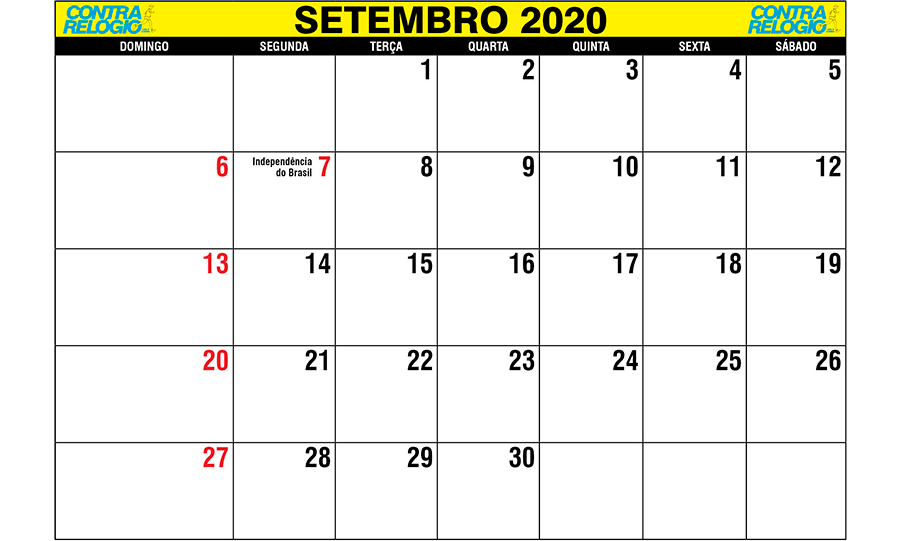 CONTRA
RELOGIO
SETEMBRO 2020
CONTRA
RELOGIO
DOMINGO SEGUNDA TERÇA QUARTA QUINTA SEXTA SÁBADO
1 2 3 4 5
6 Independência
do Brasil 7 8 9 10 11 12
13 14 15 16 17 18 19
20 21 22 23 24 25 26
27 28 29 30